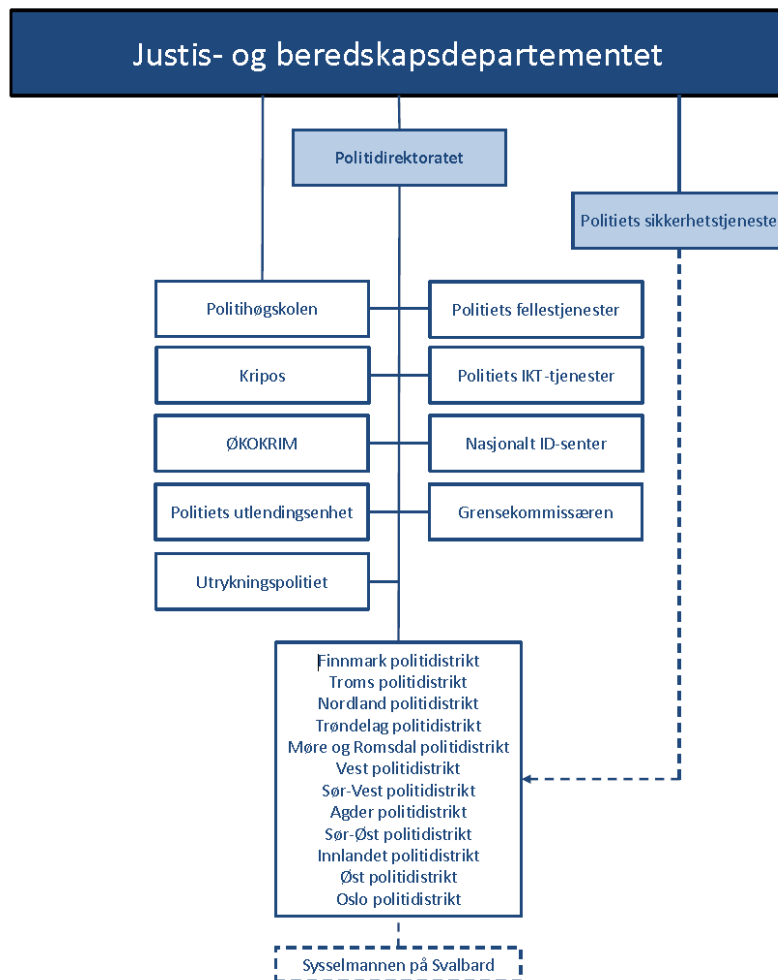 Justis- og beredskapsdepartementet
Politidirektoratet
Politiets sikkerhetstjeneste
Politihøgskolen
Politiets fellestjenester
Kripos
Politiets IKT-tjenester
ØKOKRIM
Nasjonalt ID-senter
Politiets utlendingsenhet
Grensekommissæren
Utrykningspolitiet
Finnmark politidistrikt
Troms politidistrikt
Nordland politidistrikt
Trøndelag politidistrikt
Møre og Romsdal politidistrikt
Vest politidistrikt
Sør-Vest politidistrikt
Agder politidistrikt
Sør-Øst politidistrikt
Innlandet politidistrikt
Øst politidistrikt
Oslo politidistrikt
Sysselmannen på Svalbard